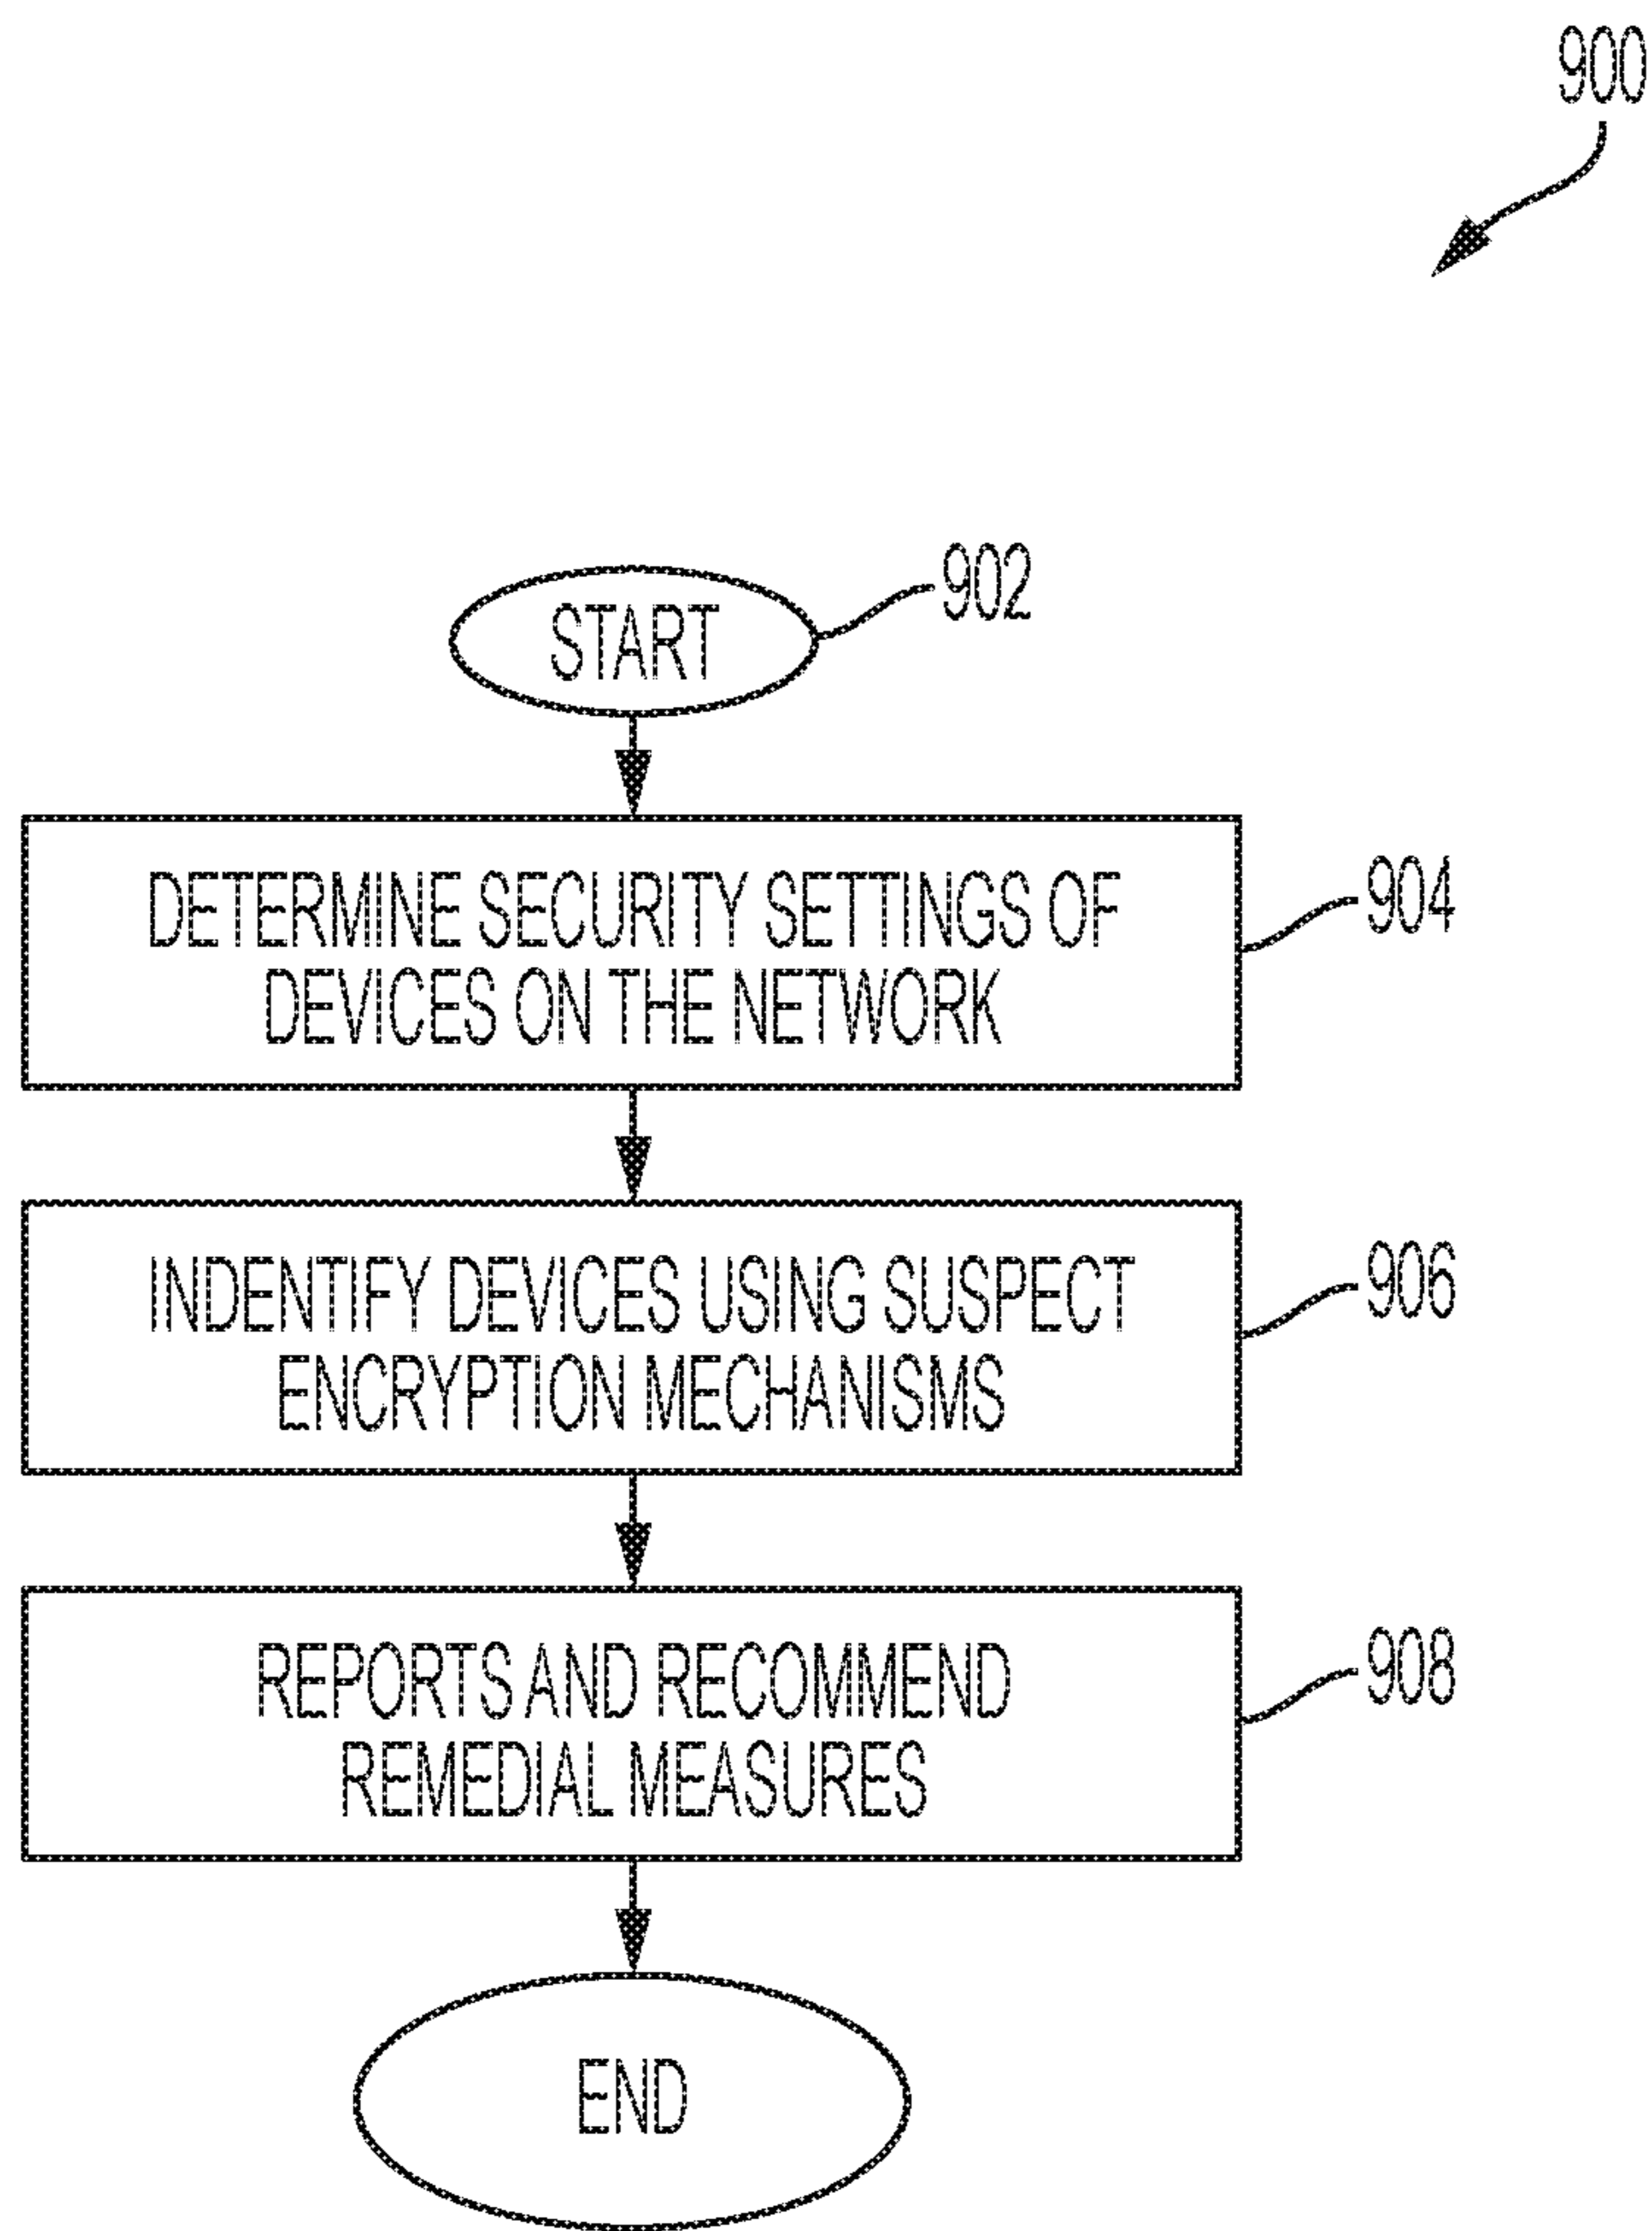 900
START
902
DETERMINE SECURITY SETTINGS OF
DEVICES ON THE NETWORK
904
INDENTIFY DEVICES USING SUSPECT
ENCRYPTION MECHANISMS
906
REPORTS AND RECOMMEND
REMEDIAL MEASURES
908
END